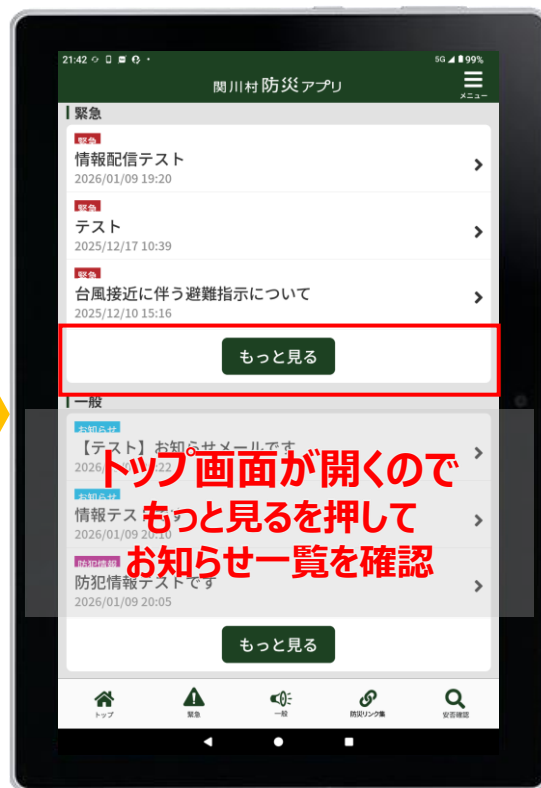 21:42
5G 99%
関川村防災アプリ
メニュー
緊急
緊急
情報配信テスト
2026/01/09 19:20
緊急
テスト
2025/12/17 10:39
緊急
台風接近に伴う避難指示について
2025/12/10 15:16
もっと見る
一般
お知らせ
【テスト】お知らせメールです
2026/ :22
トップ画面が開くので
お知らせ
情報テス です
2026/01/09 20:10
もっと見るを押して
お知らせ一覧を確認
防犯情報
防犯情報テストです
2026/01/09 20:05
もっと見る
トップ
緊急
一般
防災リンク集
安否確認